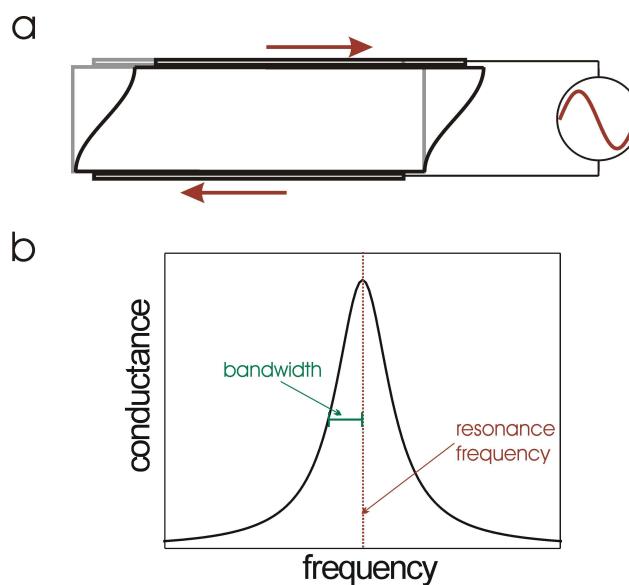 a
b
conductance
bandwidth
resonance
frequency
frequency